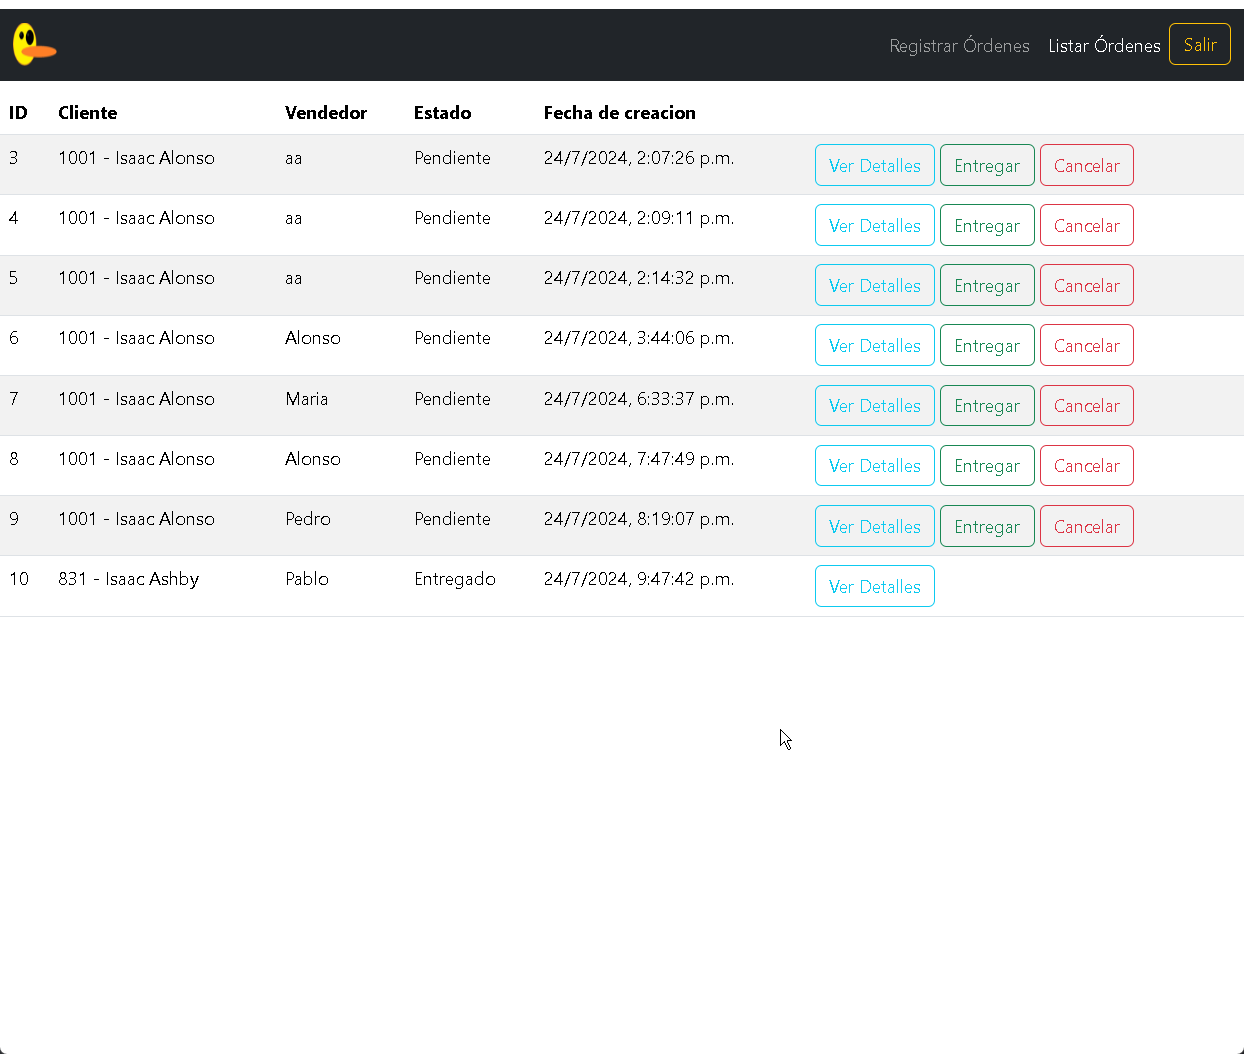 Registrar Órdenes Listar Órdenes Salir
ID Cliente Vendedor Estado Fecha de creacion
3 1001 - Isaac Alonso aa Pendiente 24/7/2024, 2:07:26 p.m. Ver Detalles Entregar Cancelar
4 1001 - Isaac Alonso aa Pendiente 24/7/2024, 2:09:11 p.m. Ver Detalles Entregar Cancelar
5 1001 - Isaac Alonso aa Pendiente 24/7/2024, 2:14:32 p.m. Ver Detalles Entregar Cancelar
6 1001 - Isaac Alonso Alonso Pendiente 24/7/2024, 3:44:06 p.m. Ver Detalles Entregar Cancelar
7 1001 - Isaac Alonso Maria Pendiente 24/7/2024, 6:33:37 p.m. Ver Detalles Entregar Cancelar
8 1001 - Isaac Alonso Alonso Pendiente 24/7/2024, 7:47:49 p.m. Ver Detalles Entregar Cancelar
9 1001 - Isaac Alonso Pedro Pendiente 24/7/2024, 8:19:07 p.m. Ver Detalles Entregar Cancelar
10 831 - Isaac Ashby Pablo Entregado 24/7/2024, 9:47:42 p.m. Ver Detalles